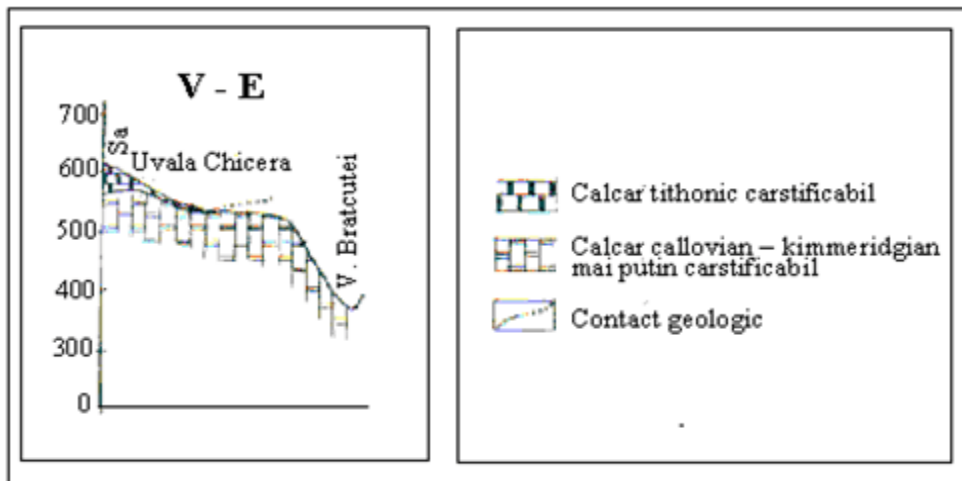 V - E
700
Sa
Uvala Chicera
600
500
V. Bratcutei
400
300
0
Calcar tithonic carstificabil
Calcar callovian – kimmeridgian
mai putin carstificabil
Contact geologic